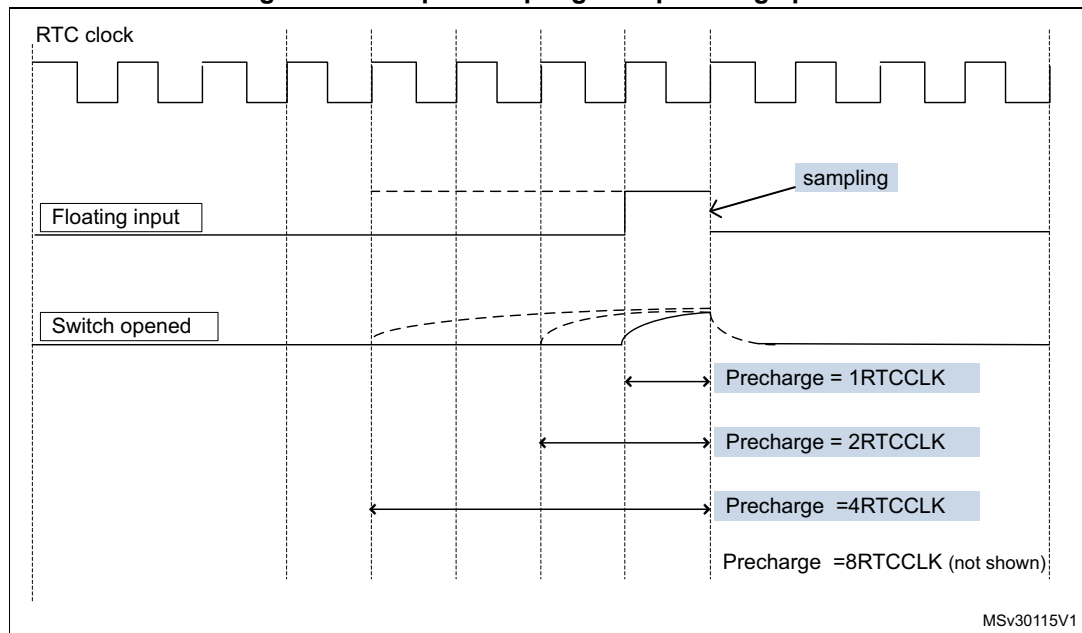 RTC clock
sampling
Floating input
Switch opened
Precharge = 1RTCCLK
Precharge = 2RTCCLK
Precharge =4RTCCLK
Precharge =8RTCCLK (not shown)
MSv30115V1